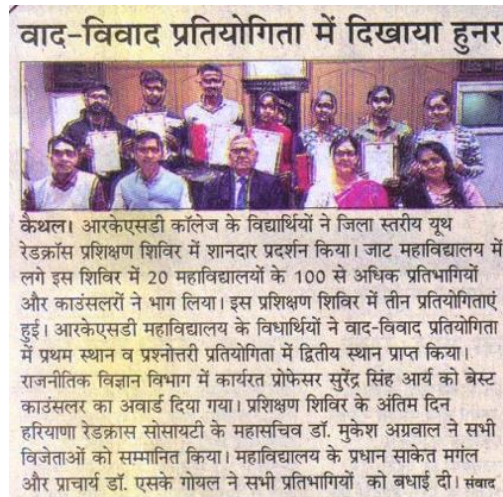 वाद-विवाद प्रतियोगिता में दिखाया हुनर
कैथल। आरकेएसडी कॉलेज के विद्यार्थियों ने जिला स्तरीय यूथ
रेडक्रॉस प्रशिक्षण शिविर में शानदार प्रदर्शन किया। जाट महाविद्यालय में
लगे इस शिविर में 20 महाविद्यालयों के 100 से अधिक प्रतिभागियों
और काउंसलरों ने भाग लिया। इस प्रशिक्षण शिविर में तीन प्रतियोगिताएं
हुई। आरकेएसडी महाविद्यालय के विधार्थियों ने वाद-विवाद प्रतियोगिता
में प्रथम स्थान व प्रश्नोत्तरी प्रतियोगिता में द्वितीय स्थान प्राप्त किया।
राजनीतिक विज्ञान विभाग में कार्यरत प्रोफेसर सुरेंद्र सिंह आर्य को बेस्ट
काउंसलर का अवार्ड दिया गया। प्रशिक्षण शिविर के अंतिम दिन
हरियाणा रेडक्रास सोसायटी के महासचिव डॉ. मुकेश अग्रवाल ने सभी
विजेताओं को सम्मानित किया। महाविद्यालय के प्रधान साकेत मगंल
और प्राचार्य डॉ. एसके गोयल ने सभी प्रतिभागियों को बधाई दी। संवाद